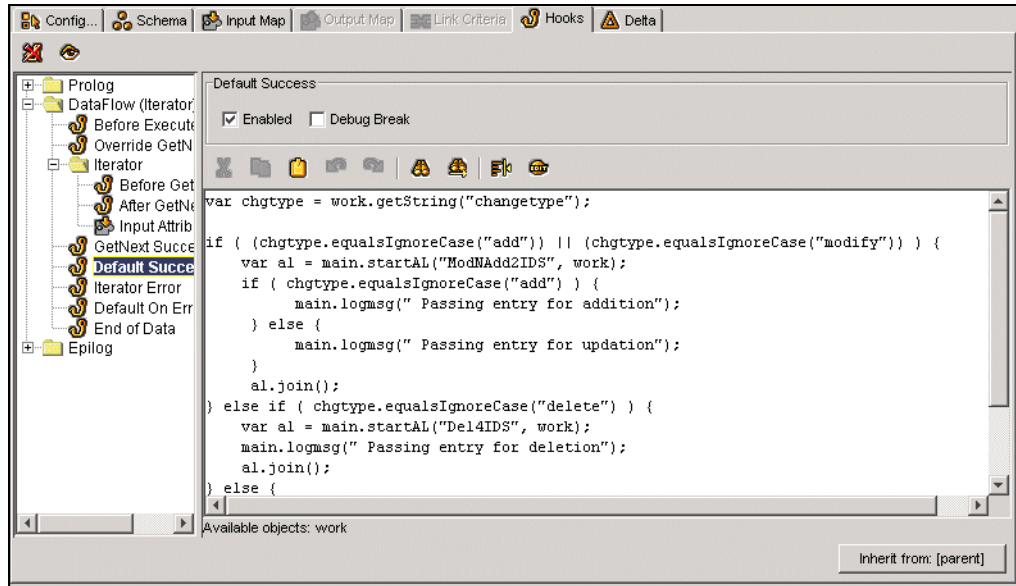 Config... Schema Input Map Output Map Link Criteria Hooks Delta
Prolog
DataFlow (Iterator)
Before Execute
Override GetN
Iterator
Before Get
After GetNe
Input Attrib
GetNext Succe
Default Succe
Iterator Error
Default On Err
End of Data
Epilog
Default Success
Enabled Debug Break
EDIT
var chgtype = work.getString("changetype");
if ( (chgtype.equalsIgnoreCase("add")) || (chgtype.equalsIgnoreCase("modify")) ) {
var al = main.startAL("ModNAdd2IDS", work);
if ( chgtype.equalsIgnoreCase("add") ) {
main.logmsg(" Passing entry for addition");
} else {
main.logmsg(" Passing entry for updation");
}
al.join();
} else if ( chgtype.equalsIgnoreCase("delete") ) {
var al = main.startAL("Del4IDS", work);
main.logmsg(" Passing entry for deletion");
al.join();
} else {
Available objects: work
Inherit from: [parent]